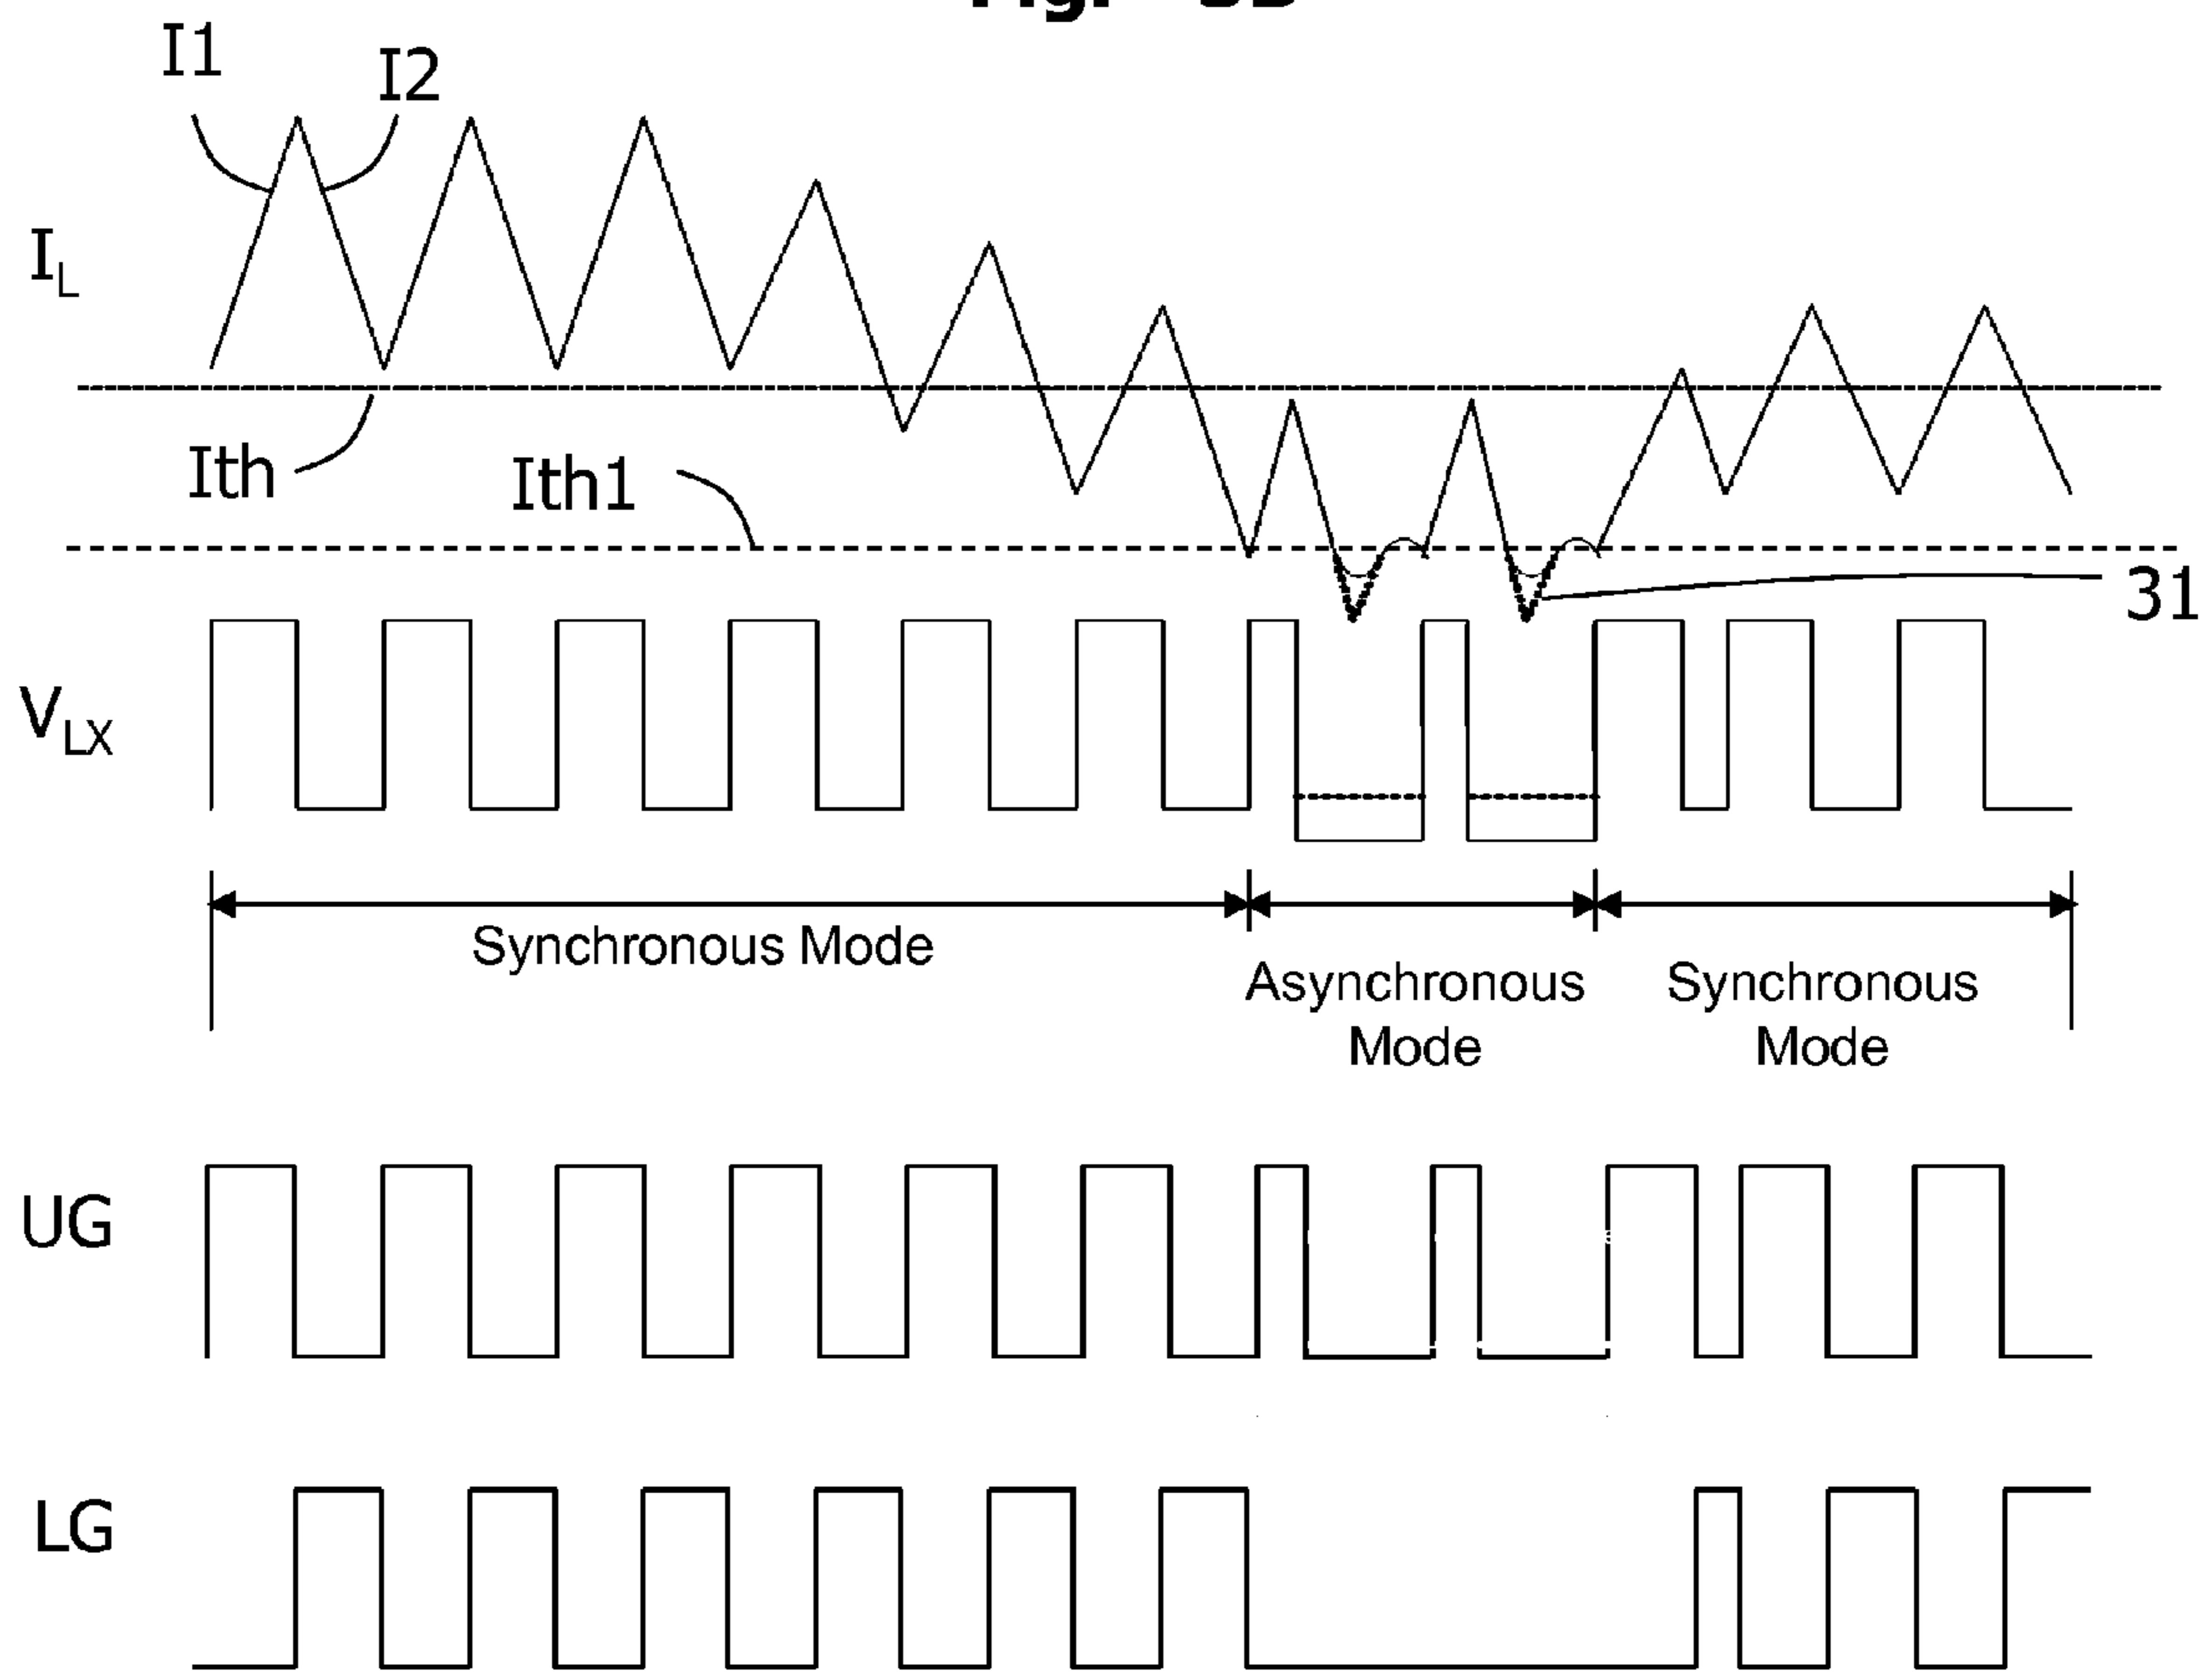 I1
I2
IL
Ith
Ith1
31
VLX
Synchronous Mode
Asynchronous
Mode
Synchronous
Mode
UG
LG